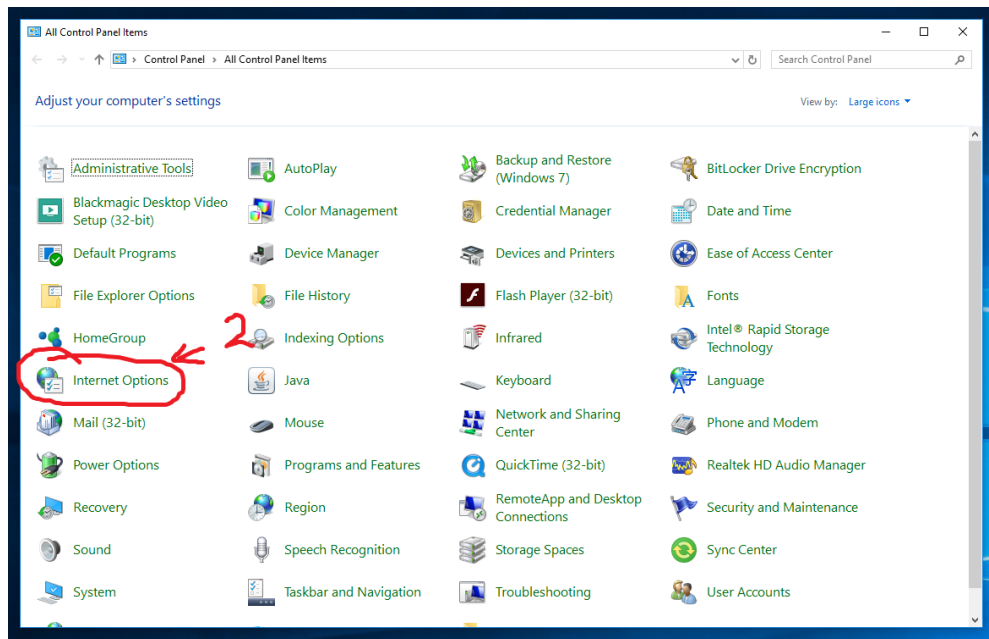 All Control Panel Items
Control Panel > All Control Panel Items
Search Control Panel
Adjust your computer's settings
View by: Large icons
Administrative Tools
AutoPlay
Backup and Restore
(Windows 7)
BitLocker Drive Encryption
Blackmagic Desktop Video
Setup (32-bit)
Color Management
Credential Manager
Date and Time
Default Programs
Device Manager
Devices and Printers
Ease of Access Center
File Explorer Options
File History
Flash Player (32-bit)
Fonts
HomeGroup
2
Indexing Options
Infrared
Intel® Rapid Storage
Technology
Internet Options
Java
Keyboard
Language
Mail (32-bit)
Mouse
Network and Sharing
Center
Phone and Modem
Power Options
Programs and Features
QuickTime (32-bit)
Realtek HD Audio Manager
Recovery
Region
RemoteApp and Desktop
Connections
Security and Maintenance
Sound
Speech Recognition
Storage Spaces
Sync Center
System
Taskbar and Navigation
Troubleshooting
User Accounts